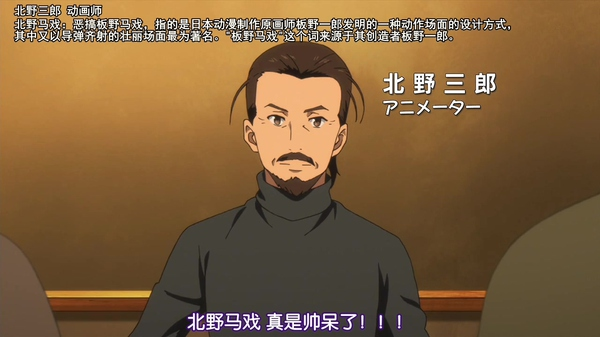 北野三郎 动画师
北野马戏：恶搞板野马戏，指的是日本动漫制作原画师板野一郎发明的一种动作场面的设计方式，
其中又以导弹齐射的壮丽场面最为著名。“板野马戏”这个词来源于其创造者板野一郎。
北野三郎
アニメーター
北野马戏 真是帅呆了！！！